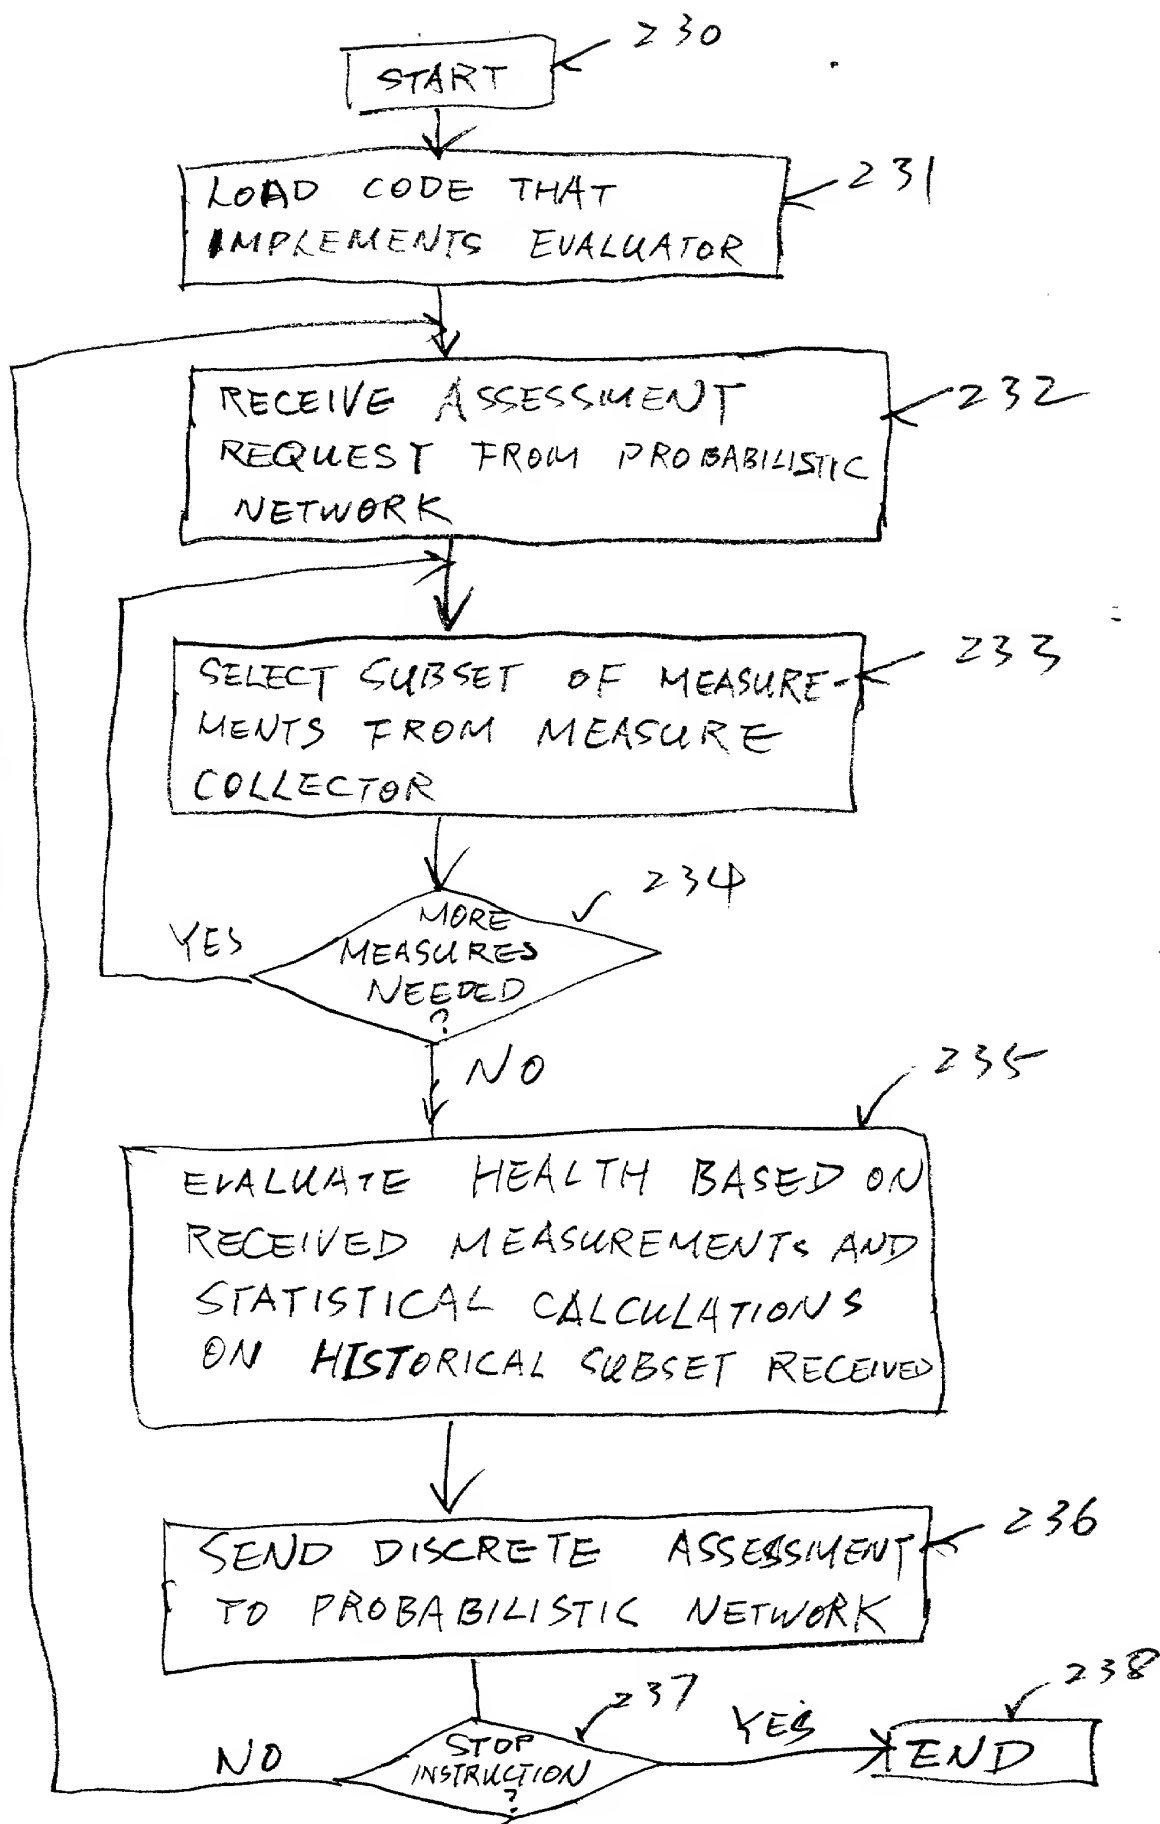 230
START
231
LOAD CODE THAT
IMPLEMENTS EVALUATOR
232
RECEIVE ASSESSMENT
REQUEST FROM PROBABILISTIC
NETWORK
233
SELECT SUBSET OF MEASURE-
MENTS FROM MEASURE
COLLECTOR
234
MORE
YES
MEASURES
NEEDED
?
NO
235
EVALUATE HEALTH BASED ON
RECEIVED MEASUREMENTS AND
STATISTICAL CALCULATIONS
ON HISTORICAL SUBSET RECEIVED
236
SEND DISCRETE ASSESSMENT
TO PROBABILISTIC NETWORK
237
238
NO
STOP
INSTRUCTION
?
YES
END